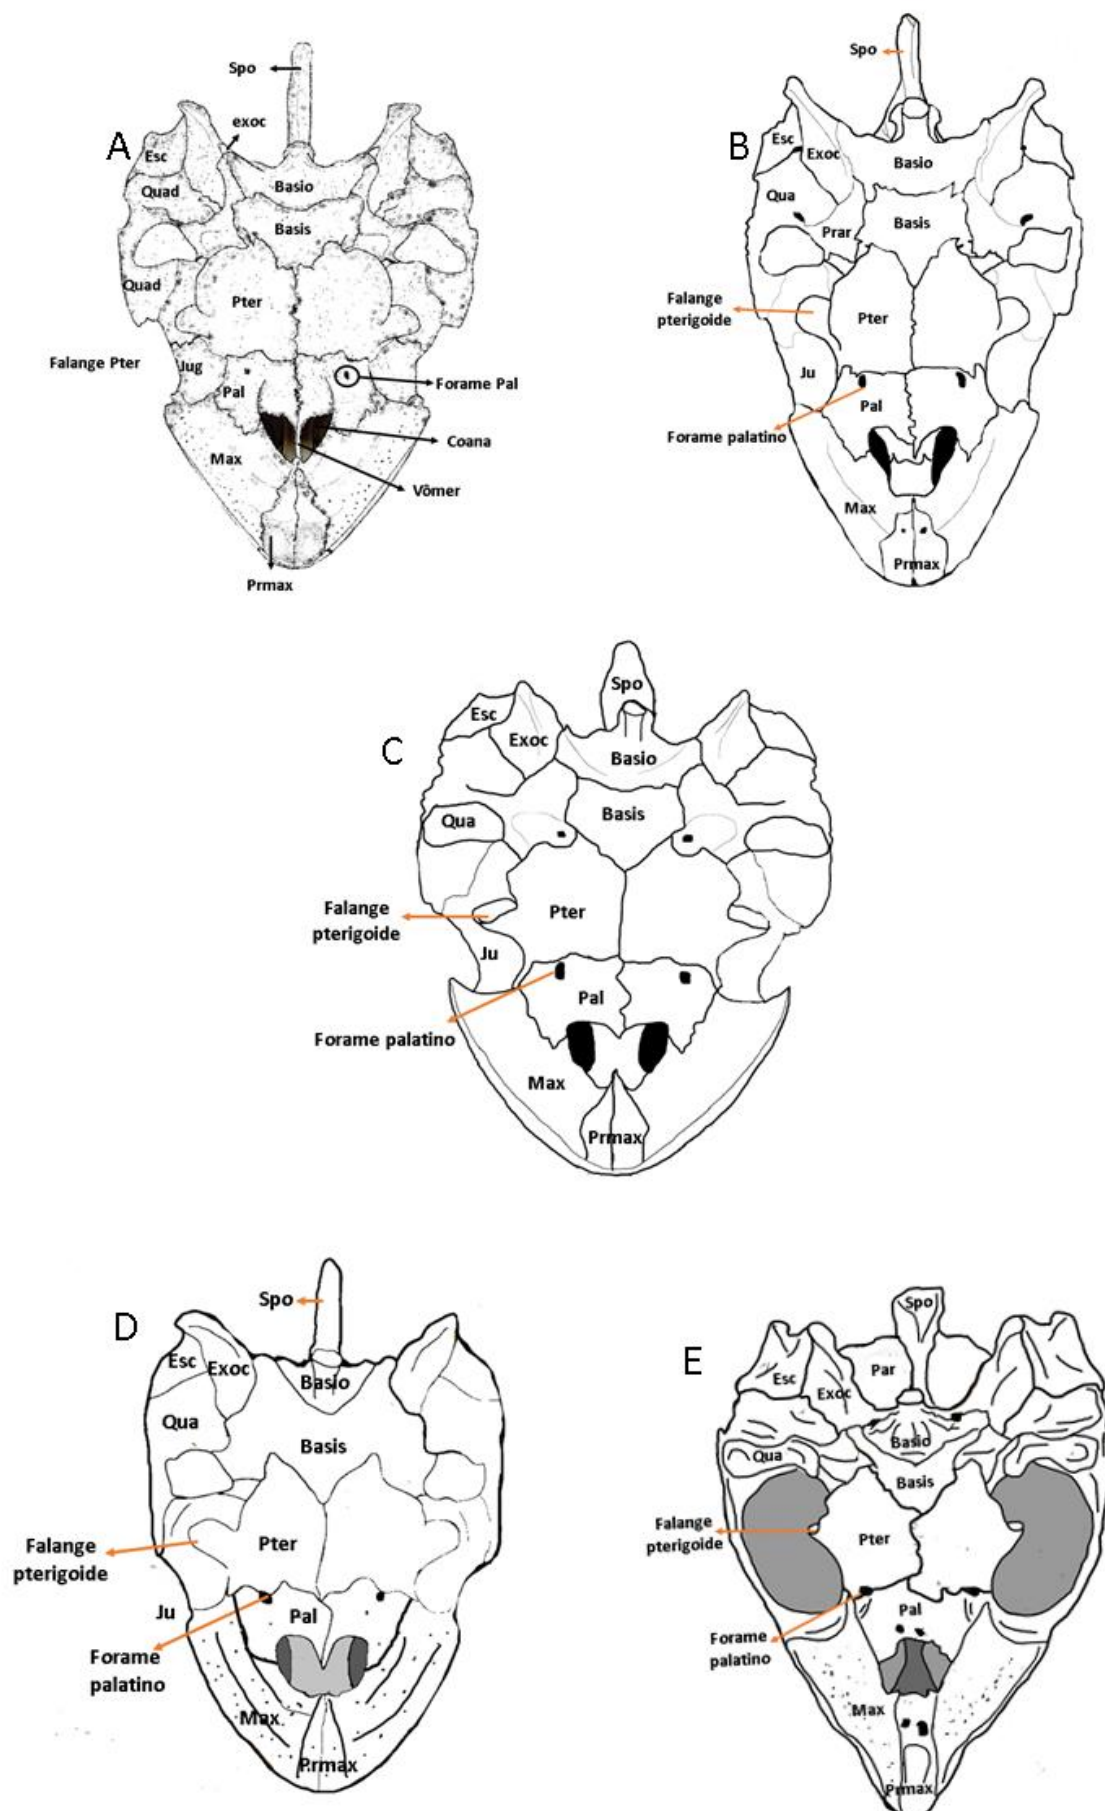 Spo
exoc
A
Esc
Quad
Basio
Basis
Quad
Pter
Falange Pter
Jug
Pal
Forame Pal
Max
Coana
Vômer
Prmax
Spo
B
Esc
Exoc
Basio
Qua
Prar
Basis
Falange
pterigoide
Pter
Ju
Pal
Forame palatino
Max
Prmax
Spo
C
Esc
Exoc
Basio
Qua
Basis
Falange
pterigoide
Pter
Ju
Pal
Forame palatino
Max
Prmax
Spo
D
Esc
Exoc
Basio
Qua
Basis
Falange
pterigoide
Pter
Ju
Pal
Forame
palatino
Max
Prmax
Spo
E
Esc
Exoc
Par
Basio
Qua
Basis
Falange
pterigoide
Pter
Pal
Forame
palatino
Max
Prmax